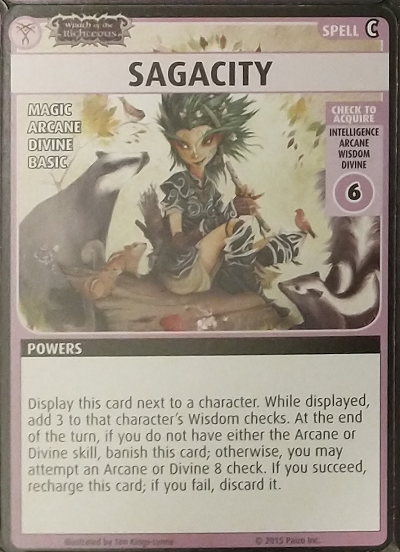 Wrath of the
Righteous
SPELL C
SAGACITY
MAGIC
ARCANE
DIVINE
BASIC
CHECK TO
ACQUIRE
INTELLIGENCE
ARCANE
WISDOM
DIVINE
6
POWERS
Display this card next to a character. While displayed,
add 3 to that character's Wisdom checks. At the end
of the turn, if you do not have either the Arcane or
Divine skill, banish this card; otherwise, you may
attempt an Arcane or Divine 8 check. If you succeed,
recharge this card; if you fail, discard it.
Illustrated by
© 2015 Paizo Inc.